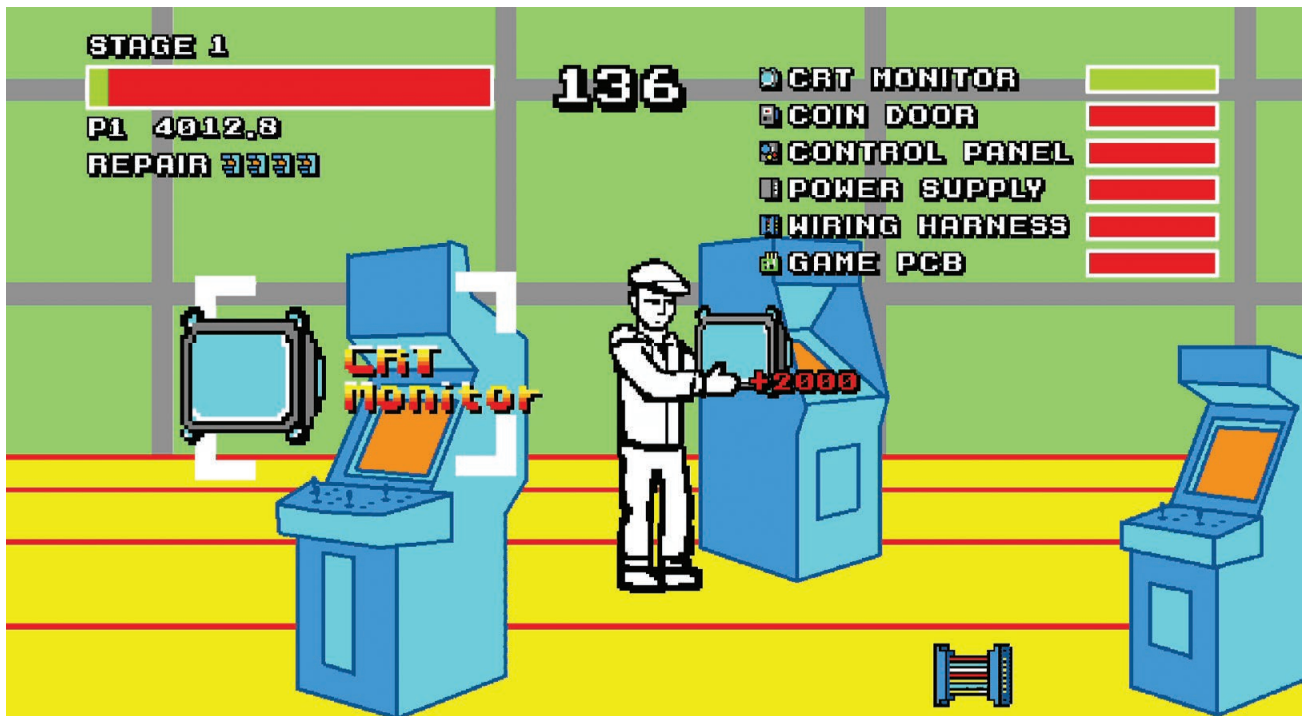 STAGE 1
P1 4012.8
REPAIR
136
CRT MONITOR
COIN DOOR
CONTROL PANEL
POWER SUPPLY
WIRING HARNESS
GAME PCB
CRT
Monitor
+2000